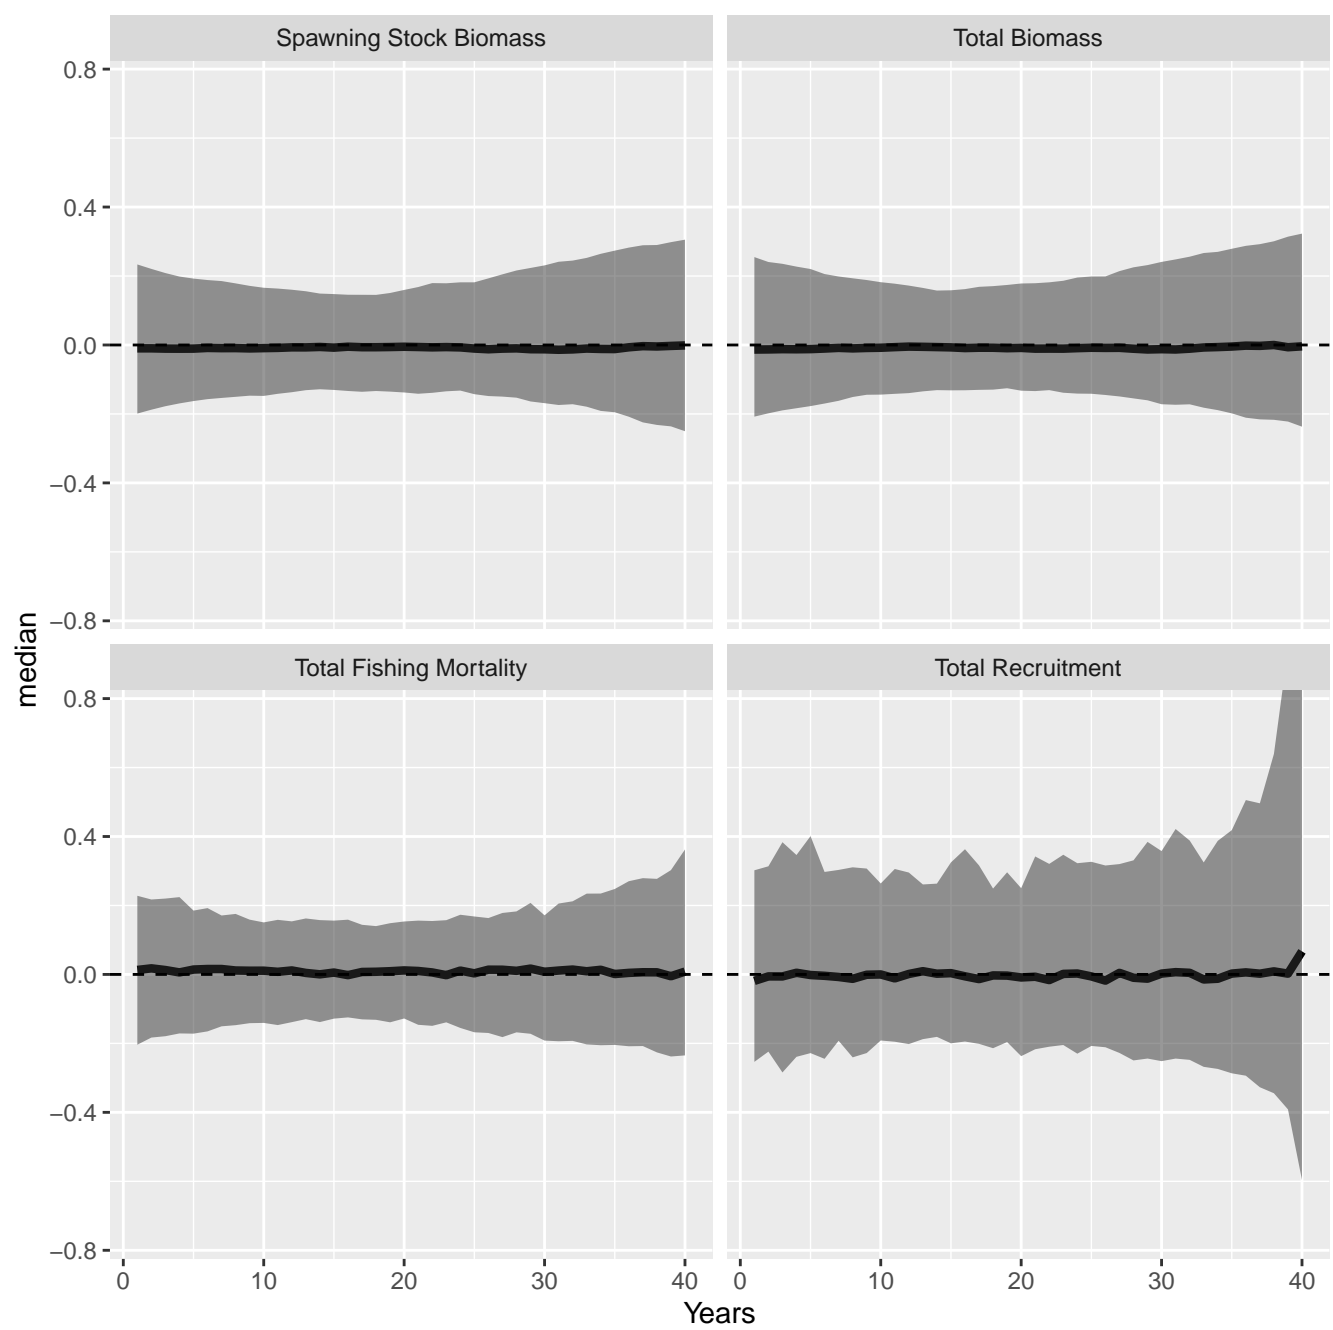 Spawning Stock Biomass
Total Biomass
0.8
0.4
0.0
−0.4
−0.8
median
Total Fishing Mortality
Total Recruitment
0.8
0.4
0.0
−0.4
−0.8
0 10 20 30 40
0 10 20 30 40
Years